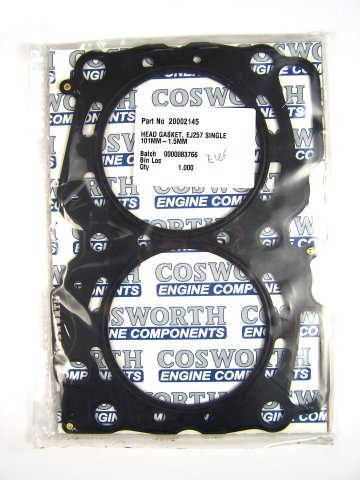 COSWORTH
ENGINE COMPONENTS
Part No 20002145
HEAD GASKET, EJ257 SINGLE
101MM-1.5MM
Batch 0000083766
Bin Loc
Qty 1.000
COSWORTH
ENGINE COMPONENTS
COSWORTH
ENGINE COMPONENTS
COSWORTH
ENGINE COMPONENTS